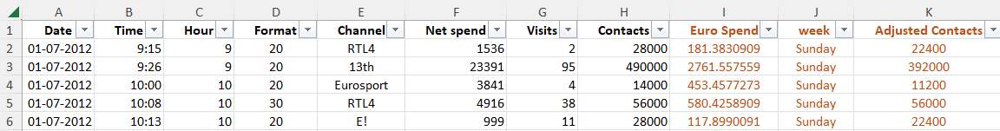 A B C D E F G H I J K
1 Date Time Hour Format Channel Net spend Visits Contacts Euro Spend week Adjusted Contacts
2 01-07-2012 9:15 9 20 RTL4 1536 2 28000 181.3830909 Sunday 22400
3 01-07-2012 9:26 9 20 13th 23391 95 490000 2761.557559 Sunday 392000
4 01-07-2012 10:00 10 20 Eurosport 3841 4 14000 453.4577273 Sunday 11200
5 01-07-2012 10:08 10 30 RTL4 4916 38 56000 580.4258909 Sunday 56000
6 01-07-2012 10:13 10 20 E! 999 11 28000 117.8990091 Sunday 22400